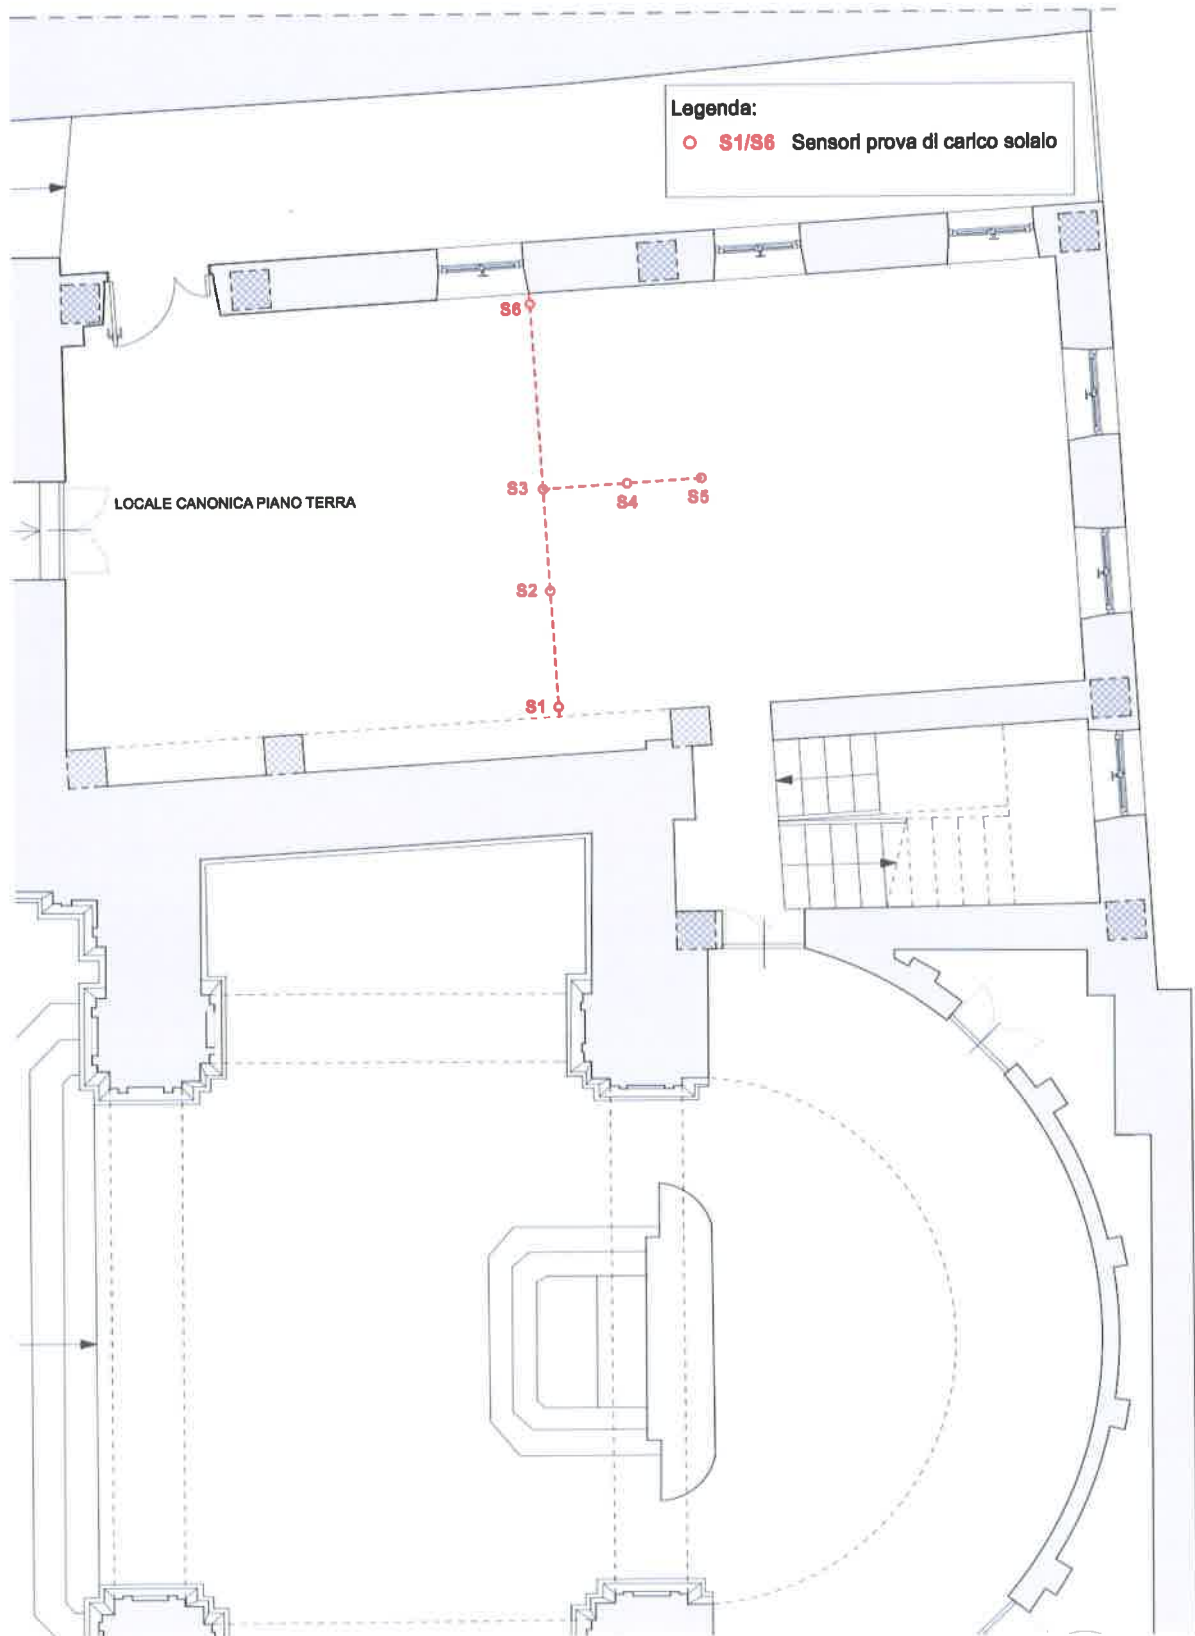 Legenda:
S1/S6 Sensori prova di carico solaio
S6
S3
S4
S5
LOCALE CANONICA PIANO TERRA
S2
S1